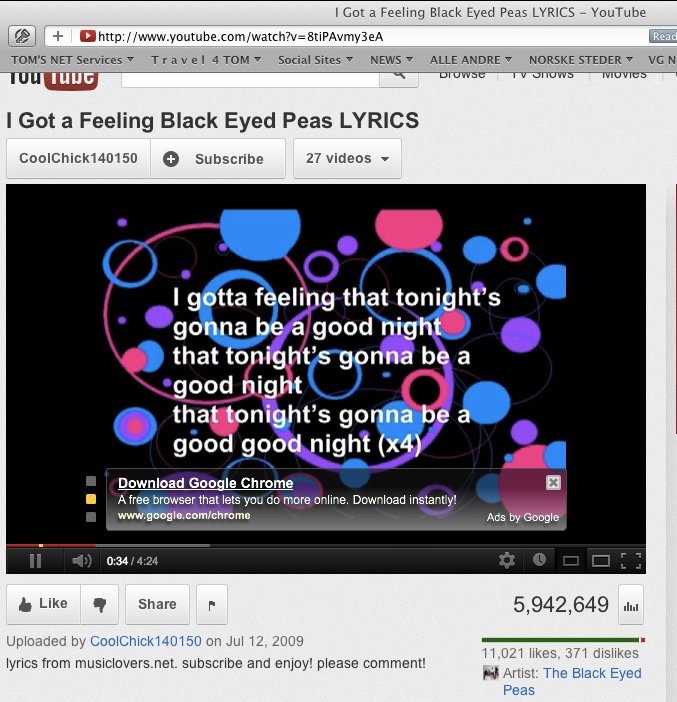 I Got a Feeling Black Eyed Peas LYRICS – YouTube
http://www.youtube.com/watch?v=8tiPAvmy3eA
Read
TOM'S NET Services T r a v e l 4 TOM Social Sites NEWS ALLE ANDRE NORSKE STEDER VG N
YouTube Browse TV Shows Movies
I Got a Feeling Black Eyed Peas LYRICS
CoolChick140150 Subscribe 27 videos
I gotta feeling that tonight's
gonna be a good night
that tonight's gonna be a
good night
that tonight's gonna be a
good good night (x4)
Download Google Chrome
A free browser that lets you do more online. Download instantly!
www.google.com/chrome Ads by Google
0:34 / 4:24
Like Share 5,942,649
Uploaded by CoolChick140150 on Jul 12, 2009
11,021 likes, 371 dislikes
lyrics from musiclovers.net. subscribe and enjoy! please comment!
Artist: The Black Eyed
Peas